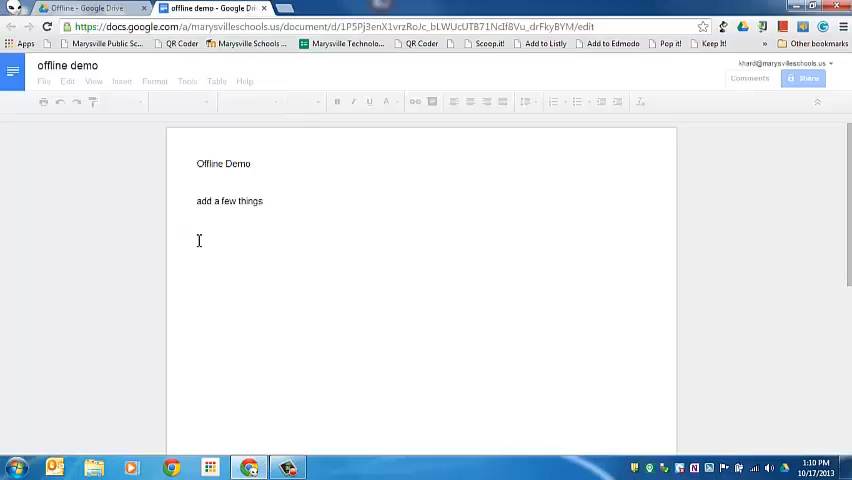 Offline - Google Drive
offline demo - Google Dri
https://docs.google.com/a/marysvilleschools.us/document/d/1P5Pj3enX1vrzRoJc_bLWUcUTB71NcIf8Vu_drFkyBYM/edit
Apps
Marysville Public Sc...
QR Coder
Marysville Schools ...
Marysville Technolo...
QR Coder
Scoop.it!
Add to Listly
Add to Edmodo
Pop it!
Keep It!
»
Other bookmarks
offline demo
khard@marysvilleschools.us
File Edit View Insert Format Tools Table Help
Comments
Share
B I U A
Offline Demo
add a few things
1:10 PM
10/17/2013